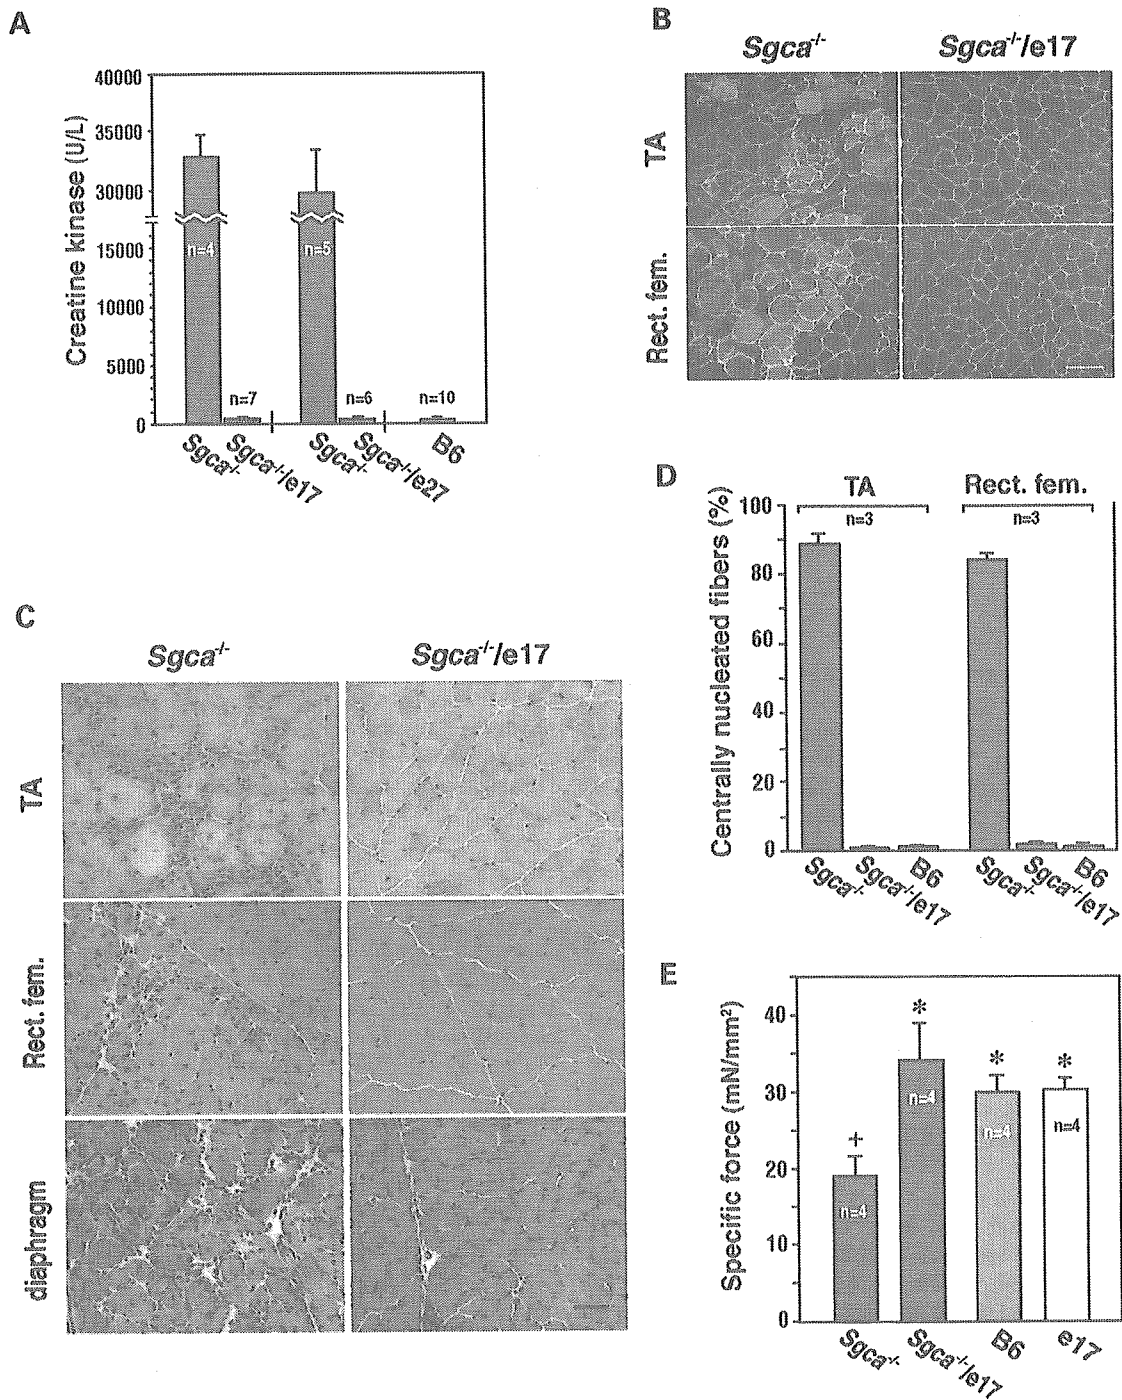 A
Creatine kinase (U/L)
40000
35000
30000
15000
10000
5000
0
n=4
n=7
n=5
n=6
n=10
Sgca-/-
Sgca-/-/e17
Sgca-/-
Sgca-/-/e27
B6
B
Sgca-/-
Sgca-/-/e17
TA
Rect. fem.
C
Sgca-/-
Sgca-/-/e17
TA
Rect. fem.
diaphragm
D
Centrally nucleated fibers (%)
100
80
60
40
20
0
TA
n=3
Rect. fem.
n=3
Sgca-/-
Sgca-/-/e17
B6
Sgca-/-
Sgca-/-/e17
B6
E
Specific force (mN/mm²)
40
30
20
10
0
+
*
*
*
n=4
n=4
n=4
n=4
Sgca-/-
Sgca-/-/e17
B6
e17